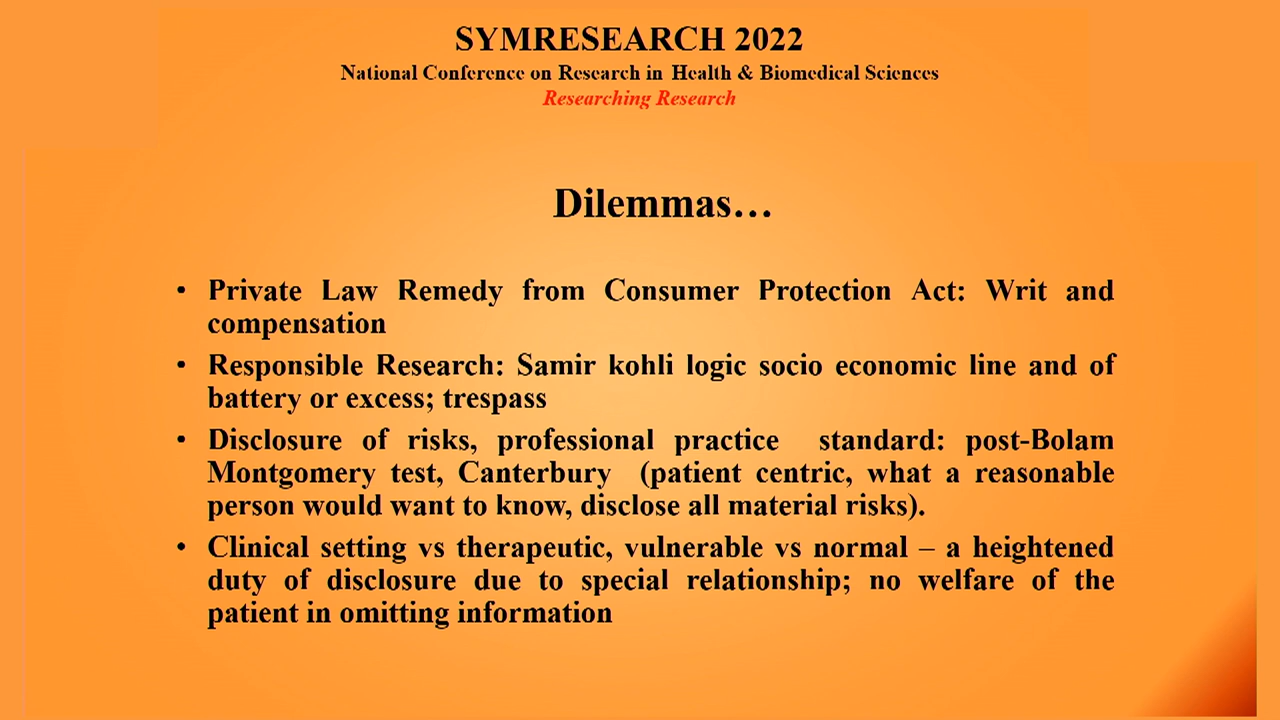 SYMRESEARCH 2022
National Conference on Research in Health & Biomedical Sciences
Researching Research
Dilemmas…
• Private Law Remedy from Consumer Protection Act: Writ and
compensation
• Responsible Research: Samir kohli logic socio economic line and of
battery or excess; trespass
• Disclosure of risks, professional practice standard: post-Bolam
Montgomery test, Canterbury (patient centric, what a reasonable
person would want to know, disclose all material risks).
• Clinical setting vs therapeutic, vulnerable vs normal – a heightened
duty of disclosure due to special relationship; no welfare of the
patient in omitting information